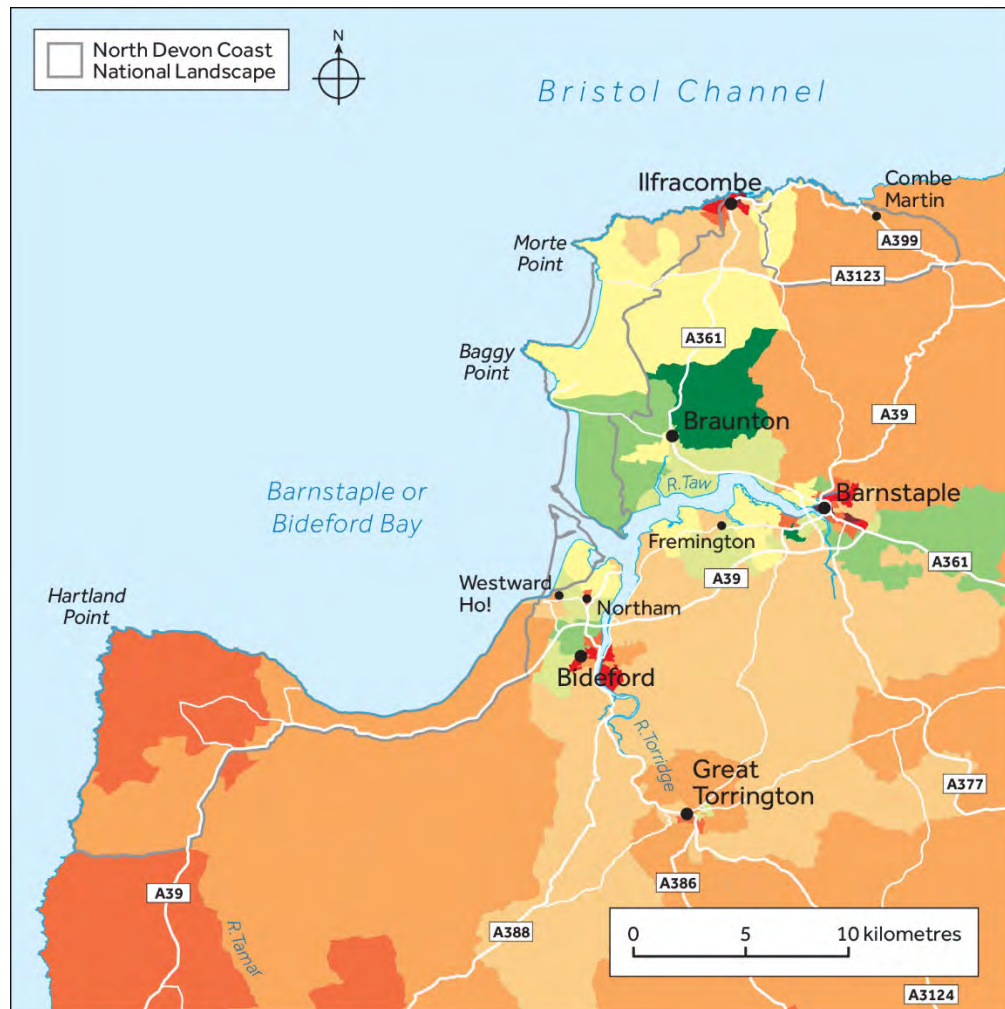 North Devon Coast
National Landscape
N
Bristol Channel
Ilfracombe
Combe
Martin
A399
Morte
Point
A3123
A361
Baggy
Point
A39
Braunton
R.Taw
Barnstaple
Barnstaple or
Bideford Bay
Fremington
A361
A39
Westward
Ho!
Northam
Hartland
Point
Bideford
R.Torridge
Great
Torrington
A377
A39
A386
R.Tamar
A388
0 5 10 kilometres
A3124